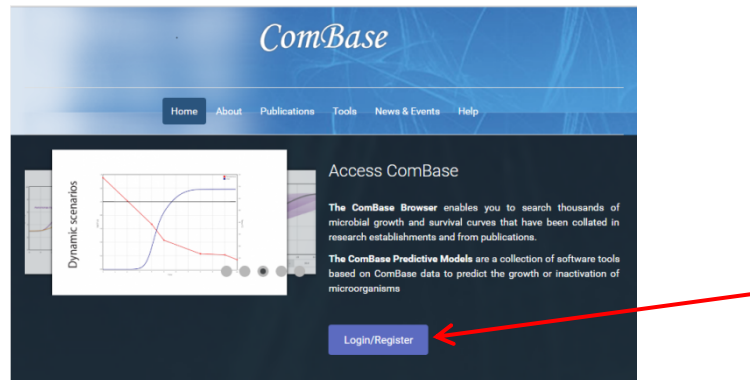 ComBase
Home About Publications Tools News & Events Help
Dynamic scenarios
Access ComBase
The ComBase Browser enables you to search thousands of
microbial growth and survival curves that have been collated in
research establishments and from publications.
The ComBase Predictive Models are a collection of software tools
based on ComBase data to predict the growth or inactivation of
microorganisms
Login/Register